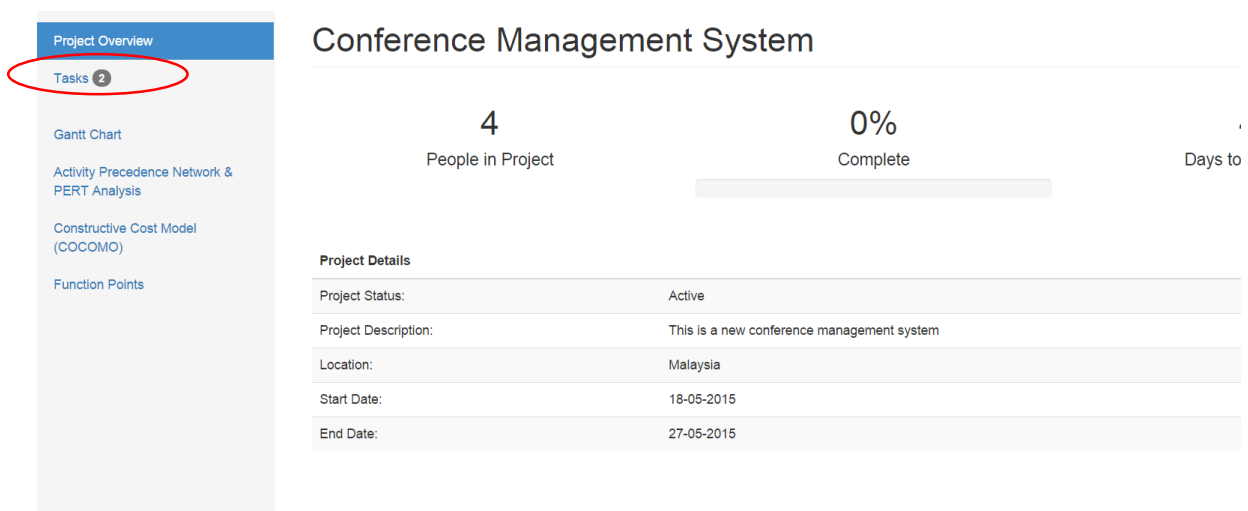 Project Overview
Tasks 2
Gantt Chart
Activity Precedence Network &
PERT Analysis
Constructive Cost Model
(COCOMO)
Function Points
Conference Management System
4
People in Project
0%
Complete
Days to
Project Details
Project Status: Active
Project Description: This is a new conference management system
Location: Malaysia
Start Date: 18-05-2015
End Date: 27-05-2015